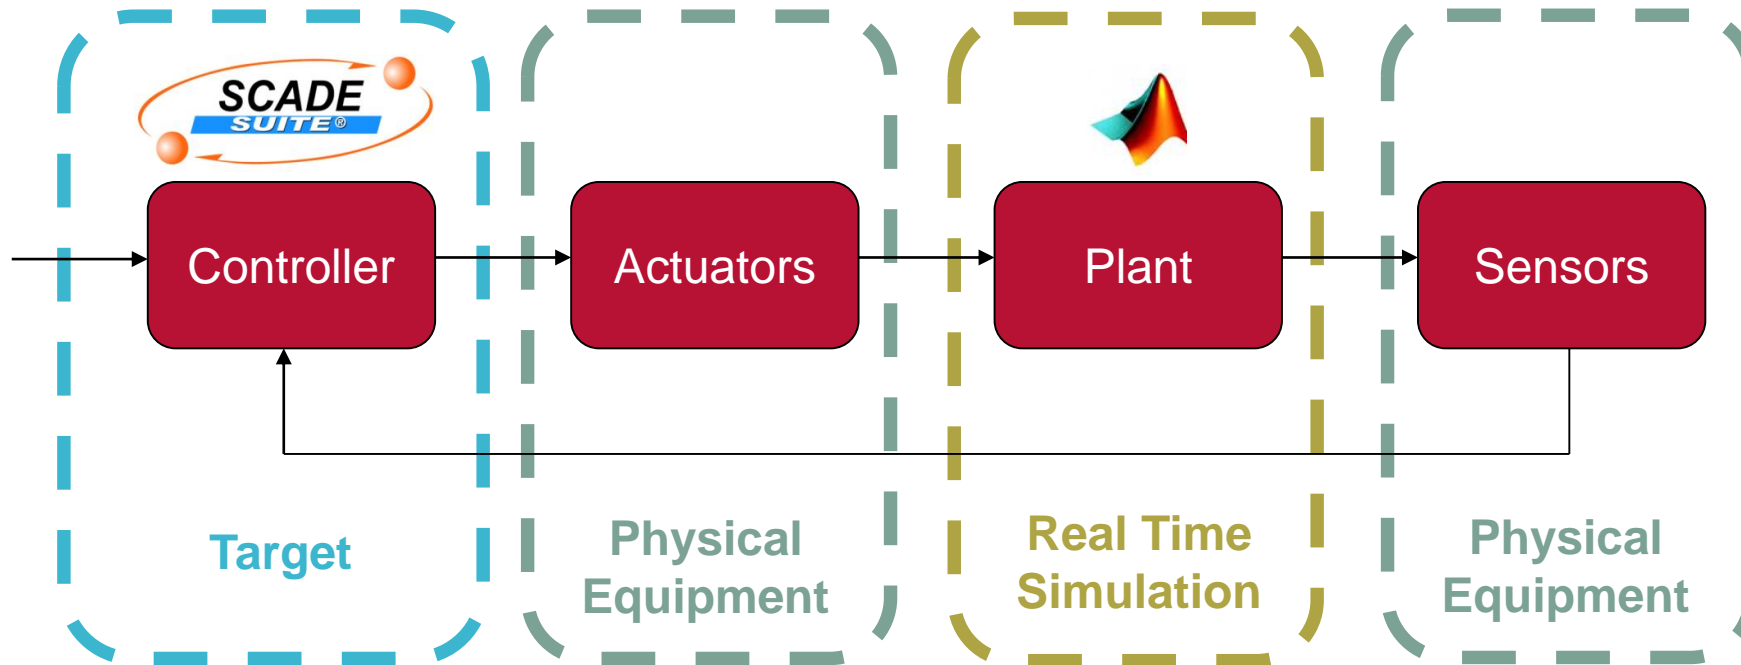 SCADE
SUITE®
Controller
Actuators
Plant
Sensors
Target
Physical
Equipment
Real Time
Simulation
Physical
Equipment